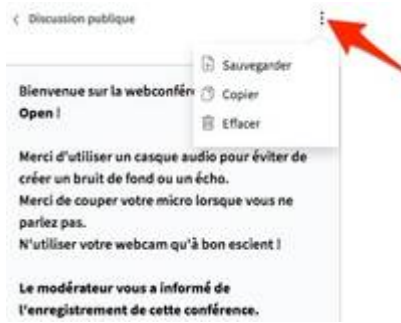 Discussion publique
Sauvegarder
Copier
Effacer
Bienvenue sur la webconfére
Open !
Merci d'utiliser un casque audio pour éviter de
créer un bruit de fond ou un écho.
Merci de couper votre micro lorsque vous ne
parlez pas.
N'utiliser votre webcam qu'à bon escient !
Le modérateur vous a informé de
l'enregistrement de cette conférence.